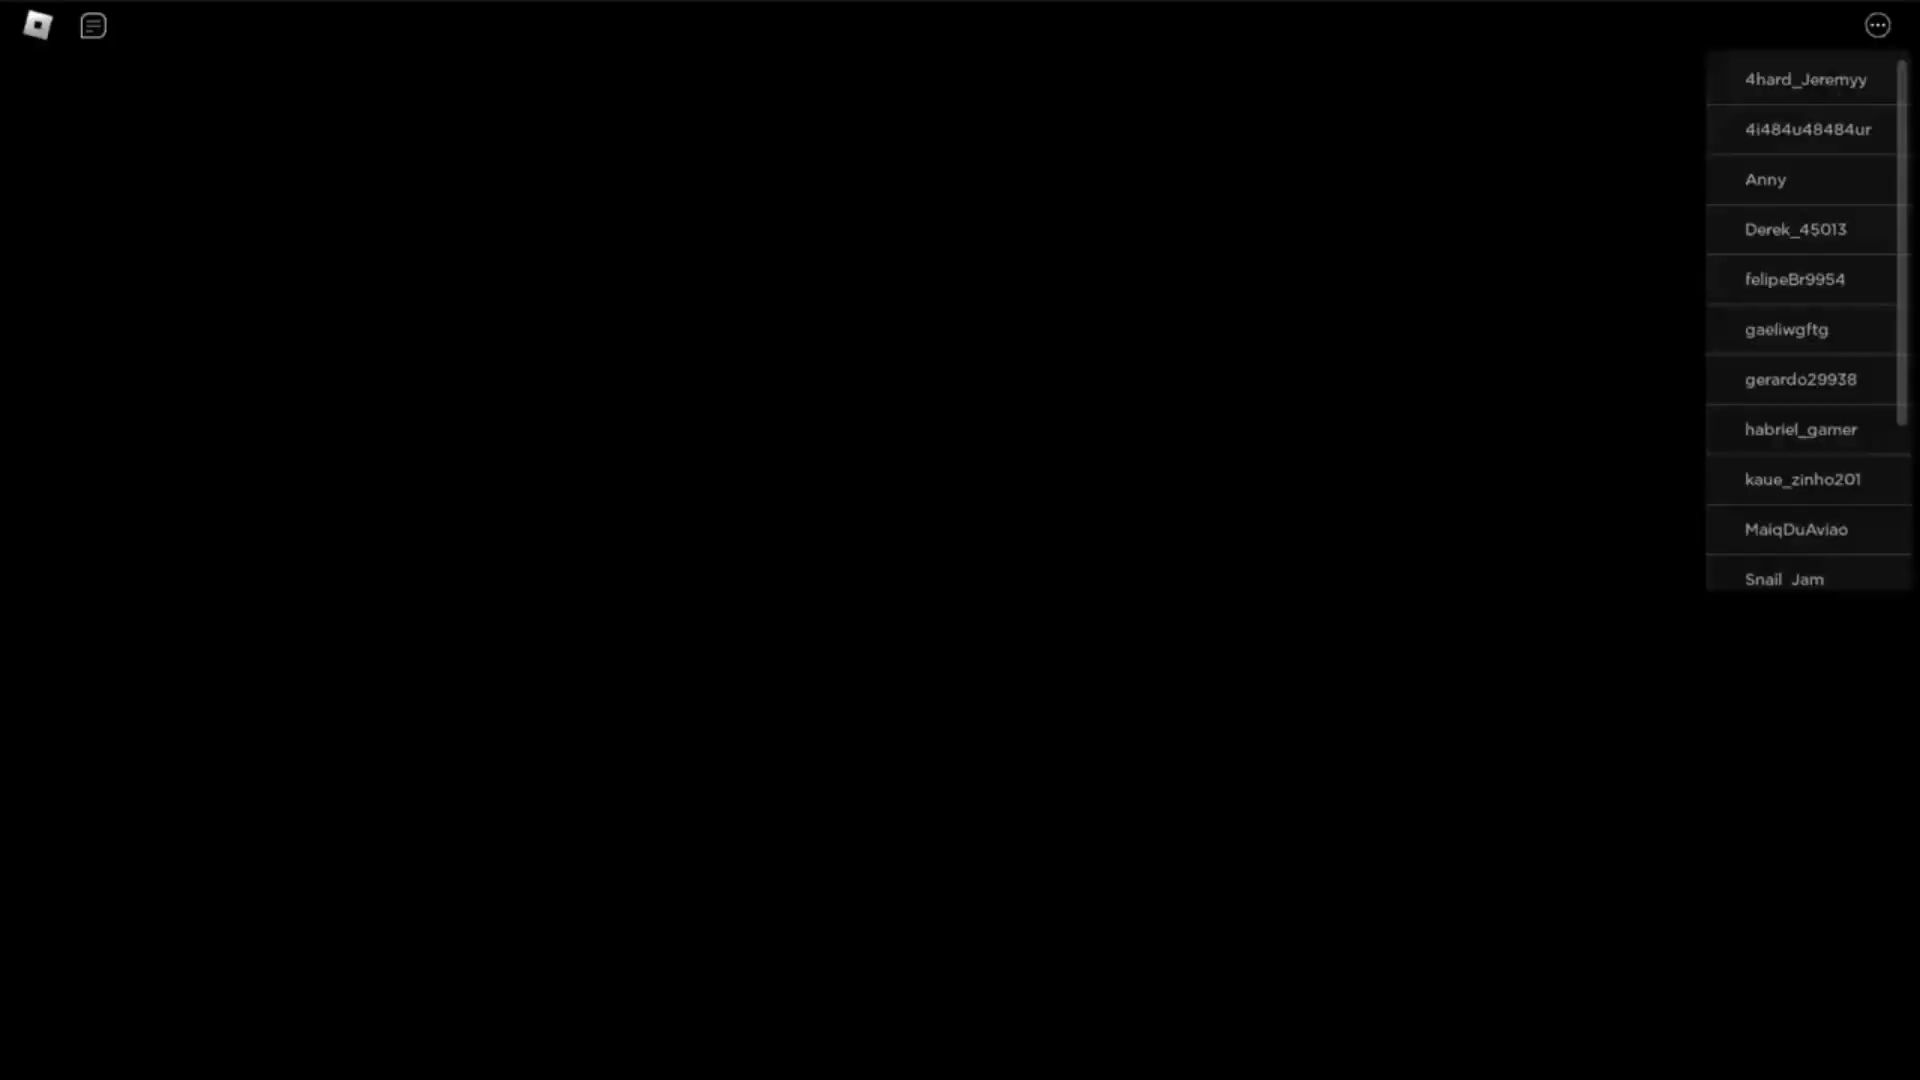 4hard_Jeremyy
4i484u48484ur
Anny
Derek_45013
felipeBr9954
gaeliwgftg
gerardo29938
habriel_gamer
kaue_zinho201
MaiqDuAviao
Snail_Jam